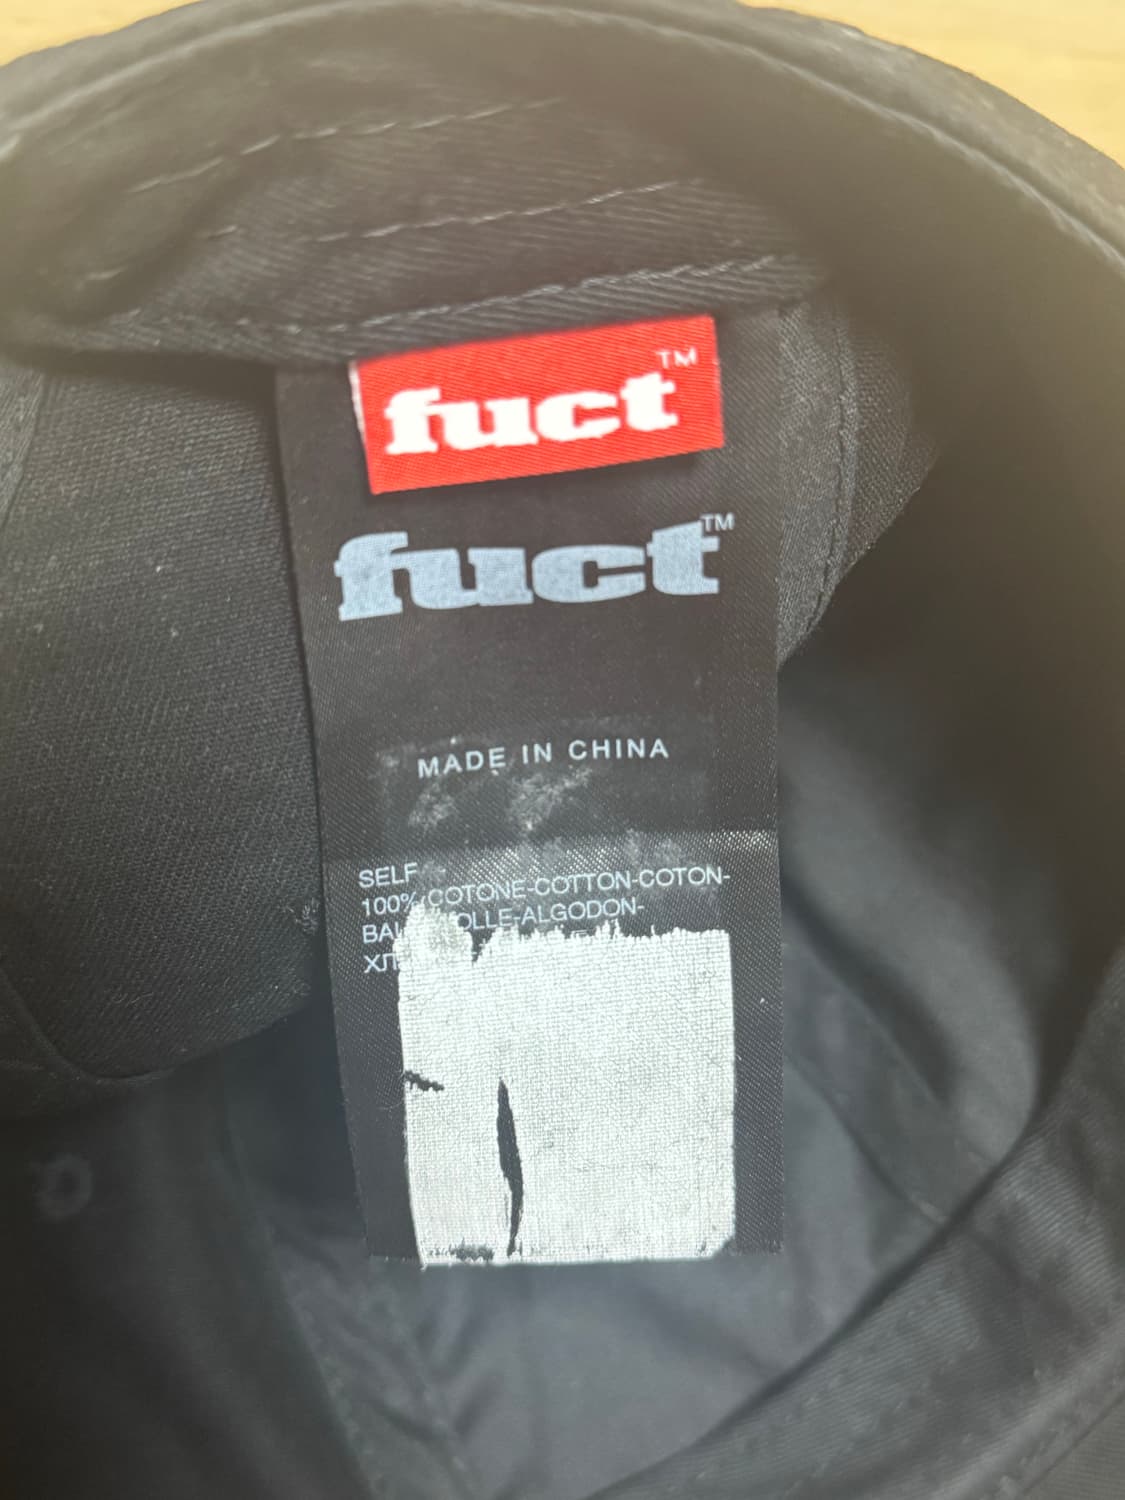 fuct™
fuct™
MADE IN CHINA
SELF
100% COTONE-COTTON-COTON-
OLLE-ALGODON-